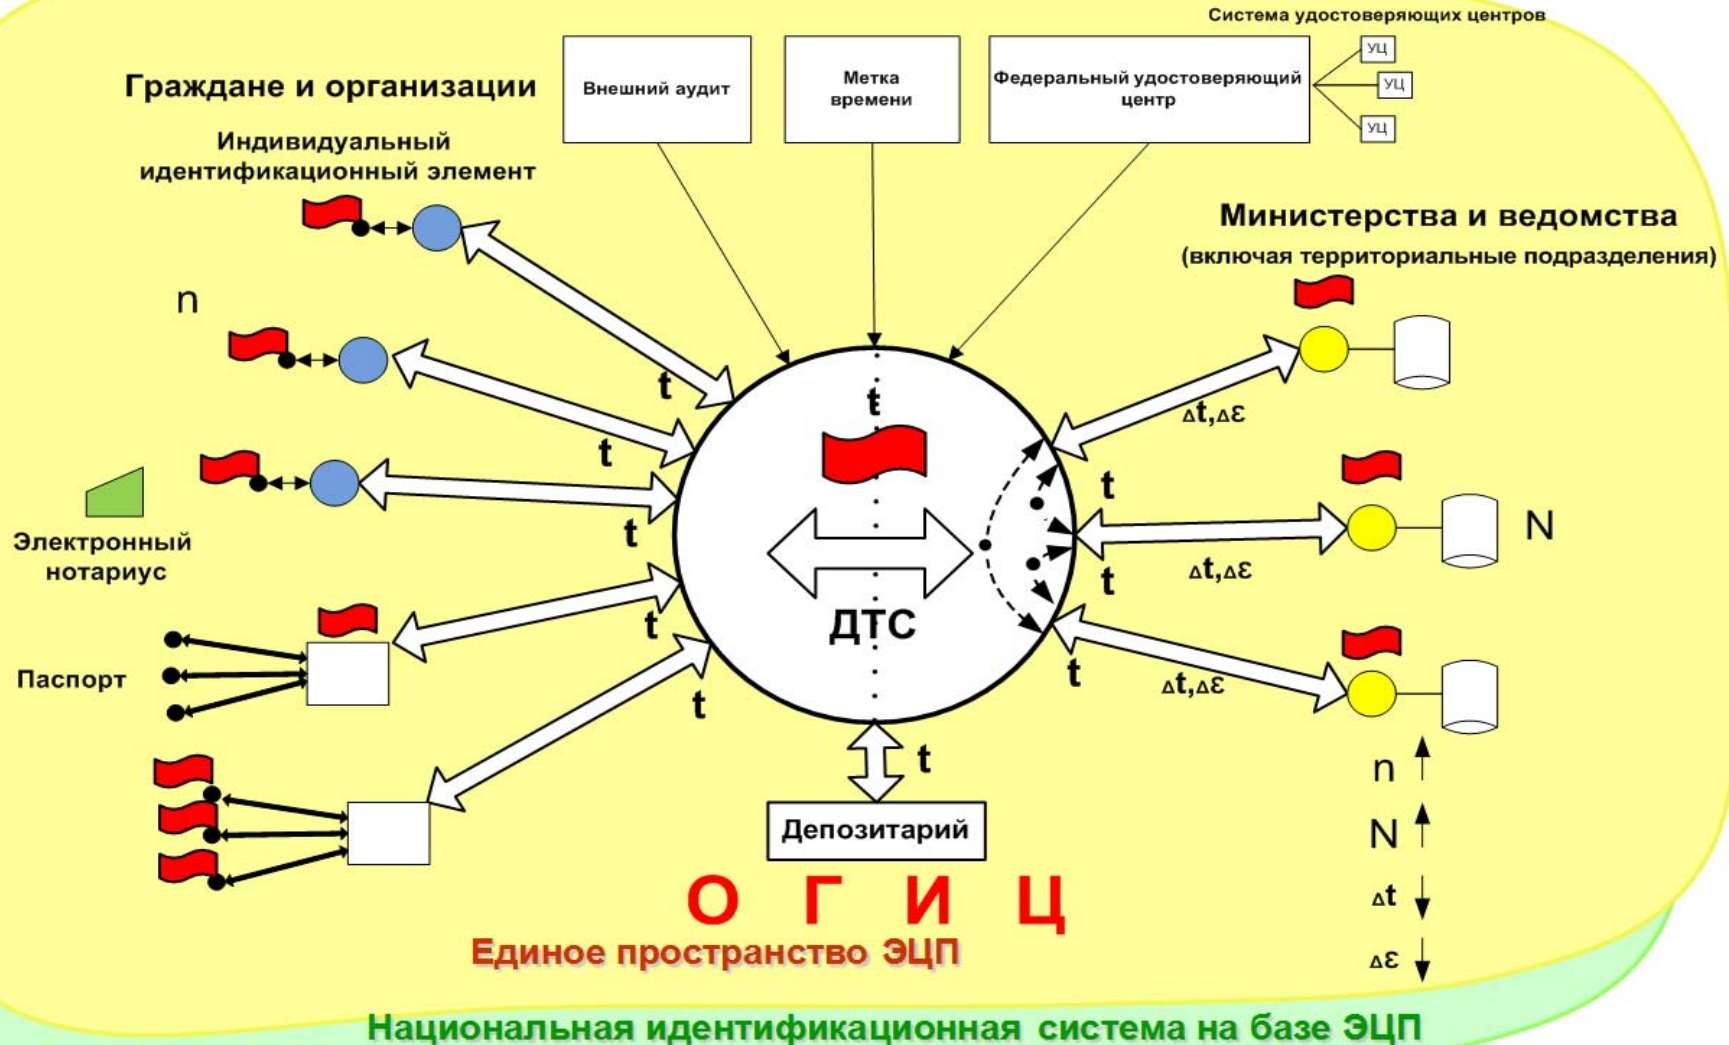 Система удостоверяющих центров
УЦ
УЦ
УЦ
Внешний аудит
Метка
времени
Федеральный удостоверяющий
центр
Граждане и организации
Индивидуальный
идентификационный элемент
n
Министерства и ведомства
(включая территориальные подразделения)
t
t
t
t
t
t
Δt,Δε
t
Δt,Δε
t
t
Δt,Δε
N
Электронный
нотариус
Паспорт
ДТС
t
Депозитарий
n
N
Δt
Δε
О Г И Ц
Единое пространство ЭЦП
Национальная идентификационная система на базе ЭЦП